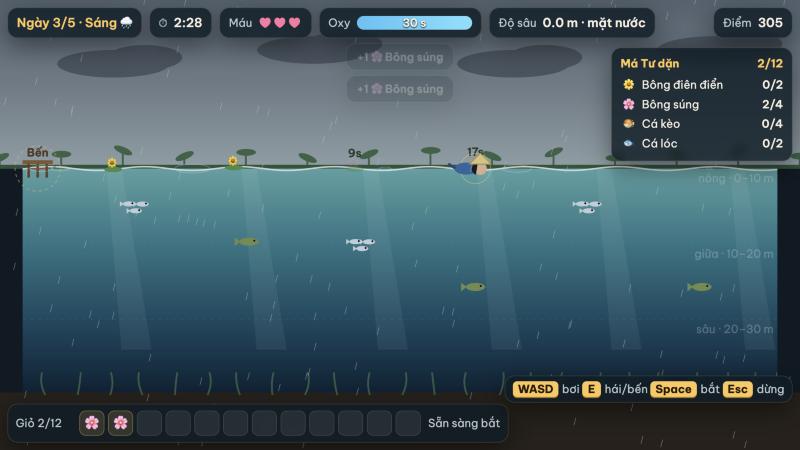 Ngày 3/5 · Sáng
2:28
Máu
Oxy 30 s
Độ sâu 0.0 m · mặt nước
Điểm 305
+1 Bông súng
+1 Bông súng
Má Tư dặn 2/12
Bông điên điển 0/2
Bông súng 2/4
Cá kèo 0/4
Cá lóc 0/2
Bến
9s
17s
nông · 0–10 m
giữa · 10–20 m
sâu · 20–30 m
WASD bơi E hái/bến Space bắt Esc dừng
Giỏ 2/12
Sẵn sàng bắt